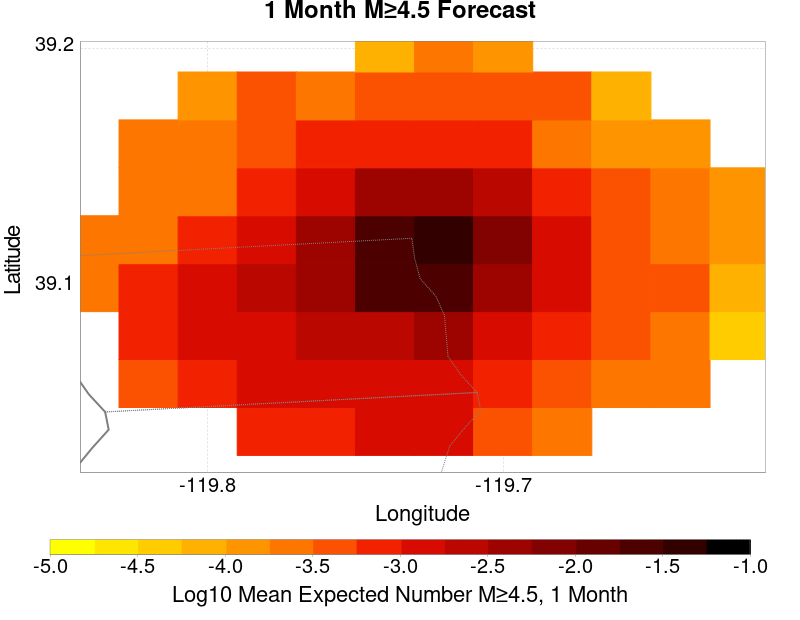 1 Month M≥4.5 Forecast
39.2
39.1
Latitude
-119.8 -119.7
Longitude
-5.0 -4.5 -4.0 -3.5 -3.0 -2.5 -2.0 -1.5 -1.0
Log10 Mean Expected Number M≥4.5, 1 Month